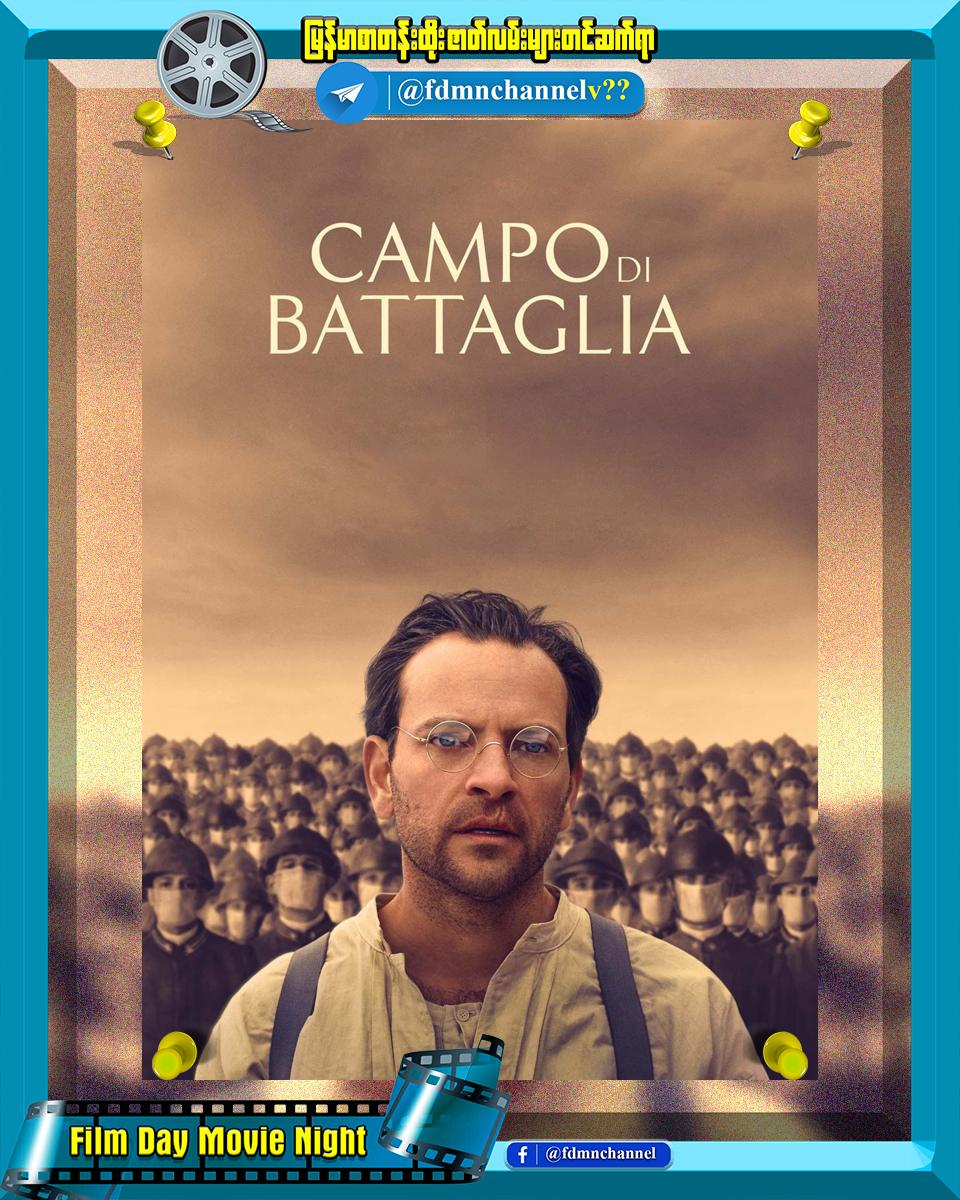 မြန်မာစာတန်းထိုးဇာတ်လမ်းများတင်ဆက်ရာ
@fdmnchannelv??
CAMPO DI
BATTAGLIA
Film Day Movie Night
@fdmnchannel